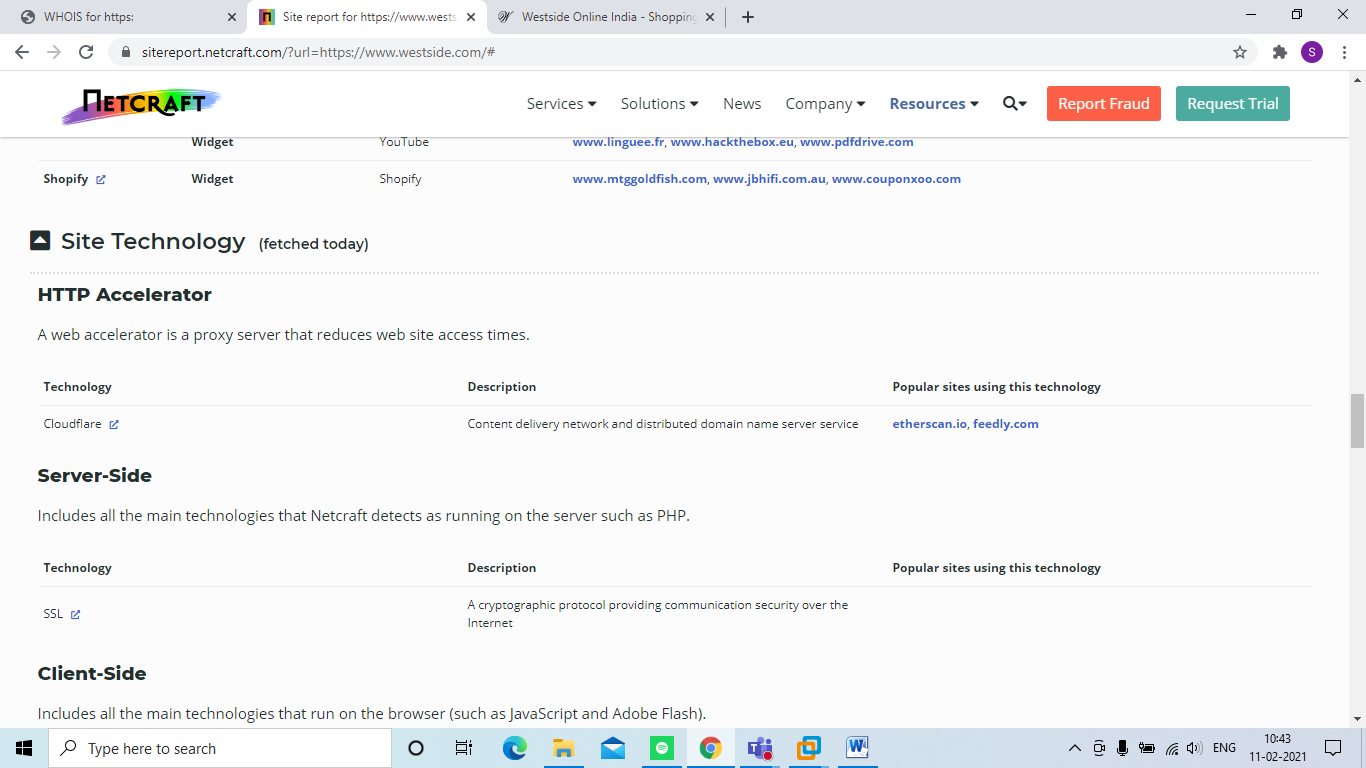 WHOIS for https:
Site report for https://www.wests
Westside Online India - Shopping
sitereport.netcraft.com/?url=https://www.westside.com/#
S
NETCRAFT
Services
Solutions
News
Company
Resources
Report Fraud
Request Trial
Widget YouTube www.linguee.fr, www.hackthebox.eu, www.pdfdrive.com
Shopify Widget Shopify www.mtggoldfish.com, www.jbhifi.com.au, www.couponxoo.com
Site Technology (fetched today)
HTTP Accelerator
A web accelerator is a proxy server that reduces web site access times.
Technology Description Popular sites using this technology
Cloudflare Content delivery network and distributed domain name server service etherscan.io, feedly.com
Server-Side
Includes all the main technologies that Netcraft detects as running on the server such as PHP.
Technology Description Popular sites using this technology
SSL A cryptographic protocol providing communication security over the
Internet
Client-Side
Includes all the main technologies that run on the browser (such as JavaScript and Adobe Flash).
Type here to search
ENG
10:43
11-02-2021